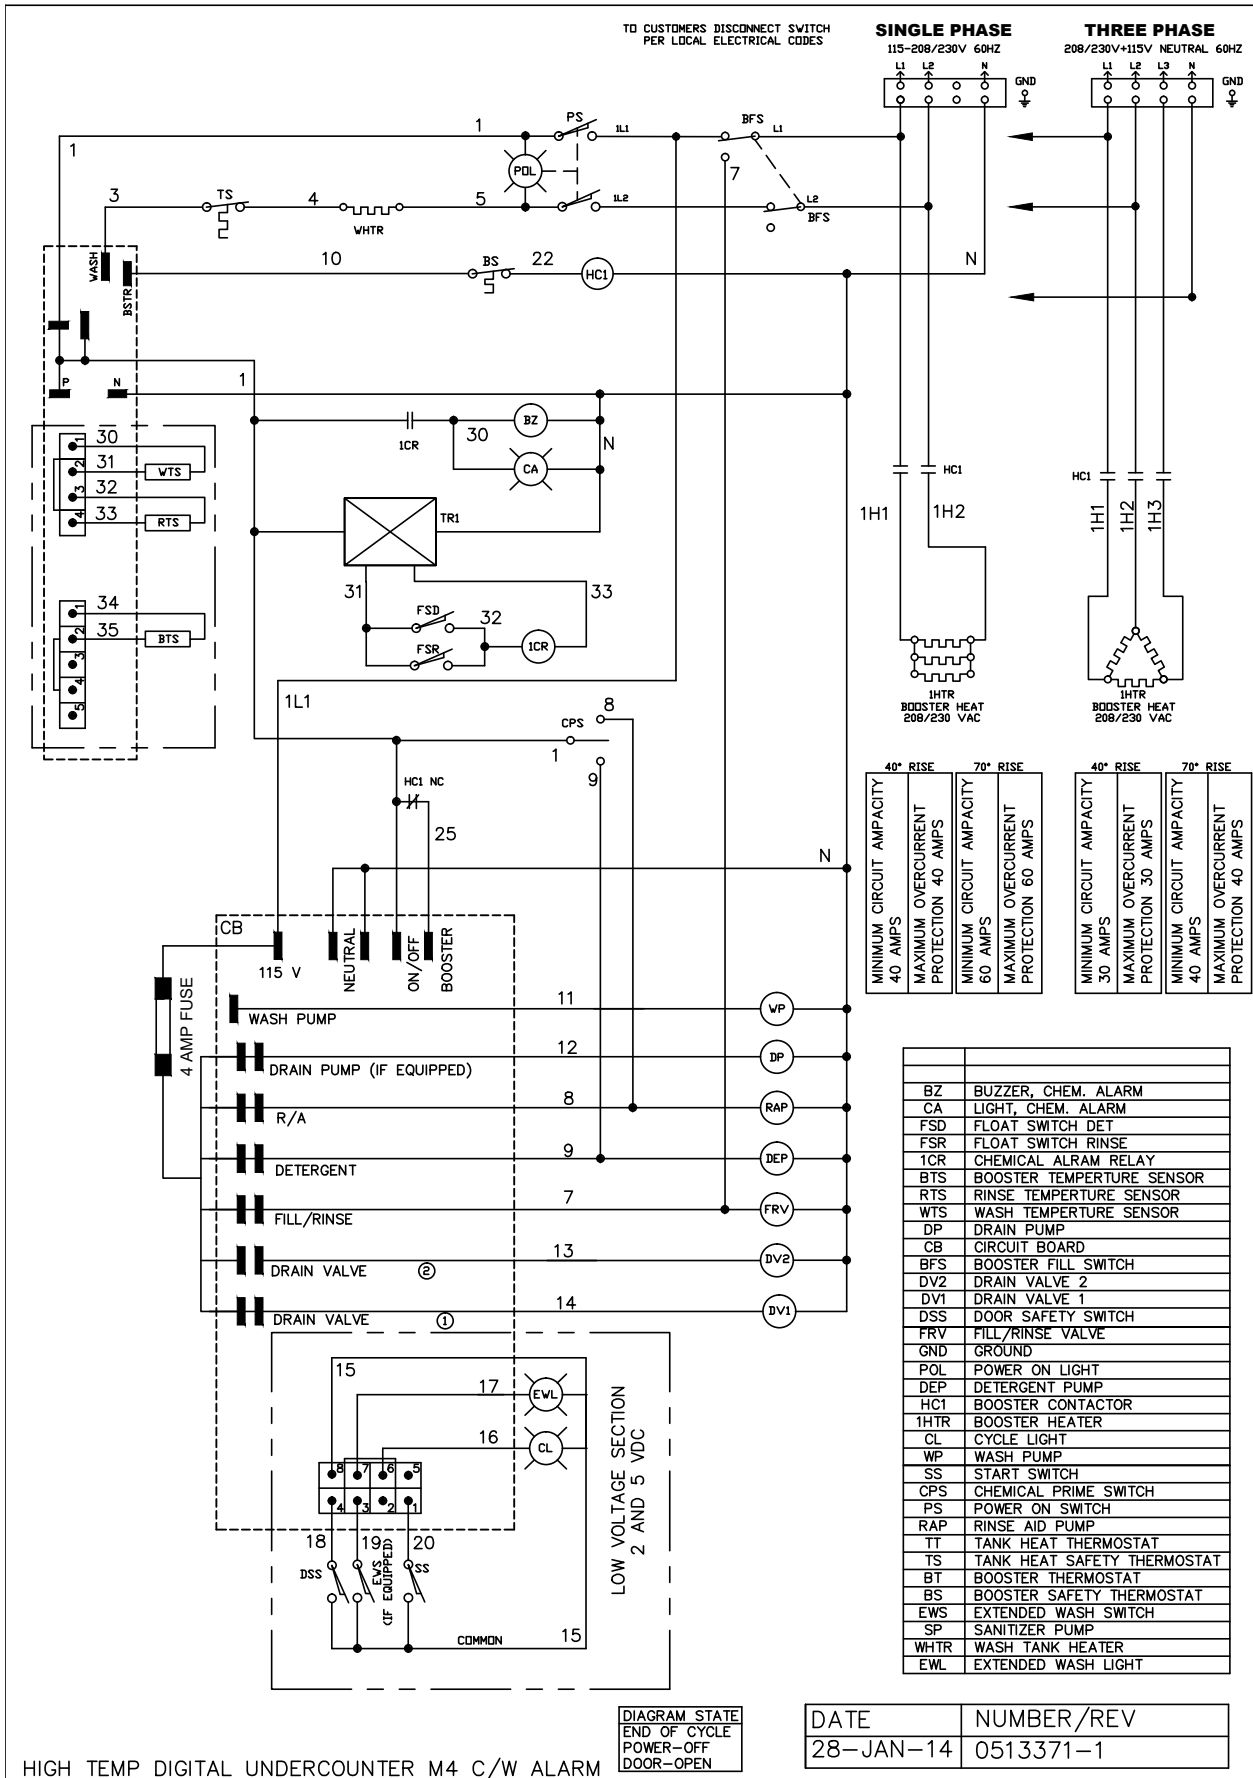 TO CUSTOMERS DISCONNECT SWITCH
PER LOCAL ELECTRICAL CODES
SINGLE PHASE
115-208/230V 60HZ
L1 L2 N
GND
THREE PHASE
208/230V+115V NEUTRAL 60HZ
L1 L2 L3 N
GND
1
1
PS
1L1
BFS
L1
POL
7
3
TS
4
WHTR
5
1L2
L2
BFS
WASH
BSTR
10
BS
22
HC1
N
P
N
1
1CR
30
BZ
CA
N
1
2
3
4
30
31
32
33
WTS
RTS
TR1
31
33
FSD
FSR
32
1CR
1
2
3
4
5
34
35
BTS
HC1
1H1
1H2
1HTR
BOOSTER HEAT
208/230 VAC
HC1
1H1
1H2
1H3
1HTR
BOOSTER HEAT
208/230 VAC
1L1
CPS
8
1
9
HC1 NC
25
N
40° RISE
MINIMUM CIRCUIT AMPACITY
40 AMPS
MAXIMUM OVERCURRENT
PROTECTION 40 AMPS
70° RISE
MINIMUM CIRCUIT AMPACITY
60 AMPS
MAXIMUM OVERCURRENT
PROTECTION 60 AMPS
40° RISE
MINIMUM CIRCUIT AMPACITY
30 AMPS
MAXIMUM OVERCURRENT
PROTECTION 30 AMPS
70° RISE
MINIMUM CIRCUIT AMPACITY
40 AMPS
MAXIMUM OVERCURRENT
PROTECTION 40 AMPS
CB
115 V
NEUTRAL
ON/OFF
BOOSTER
4 AMP FUSE
WASH PUMP
11
WP
DRAIN PUMP (IF EQUIPPED)
12
DP
R/A
8
RAP
DETERGENT
9
DEP
FILL/RINSE
7
FRV
DRAIN VALVE
2
13
DV2
DRAIN VALVE
1
14
DV1
15
17
EWL
16
CL
8 7 6 5
4 3 2 1
18
19
20
DSS
EWS
(IF EQUIPPED)
SS
COMMON
15
LOW VOLTAGE SECTION
2 AND 5 VDC
BZ BUZZER, CHEM. ALARM
CA LIGHT, CHEM. ALARM
FSD FLOAT SWITCH DET
FSR FLOAT SWITCH RINSE
1CR CHEMICAL ALRAM RELAY
BTS BOOSTER TEMPERTURE SENSOR
RTS RINSE TEMPERTURE SENSOR
WTS WASH TEMPERTURE SENSOR
DP DRAIN PUMP
CB CIRCUIT BOARD
BFS BOOSTER FILL SWITCH
DV2 DRAIN VALVE 2
DV1 DRAIN VALVE 1
DSS DOOR SAFETY SWITCH
FRV FILL/RINSE VALVE
GND GROUND
POL POWER ON LIGHT
DEP DETERGENT PUMP
HC1 BOOSTER CONTACTOR
1HTR BOOSTER HEATER
CL CYCLE LIGHT
WP WASH PUMP
SS START SWITCH
CPS CHEMICAL PRIME SWITCH
PS POWER ON SWITCH
RAP RINSE AID PUMP
TT TANK HEAT THERMOSTAT
TS TANK HEAT SAFETY THERMOSTAT
BT BOOSTER THERMOSTAT
BS BOOSTER SAFETY THERMOSTAT
EWS EXTENDED WASH SWITCH
SP SANITIZER PUMP
WHTR WASH TANK HEATER
EWL EXTENDED WASH LIGHT
DIAGRAM STATE
END OF CYCLE
POWER-OFF
DOOR-OPEN
DATE NUMBER/REV
28-JAN-14 0513371-1
HIGH TEMP DIGITAL UNDERCOUNTER M4 C/W ALARM